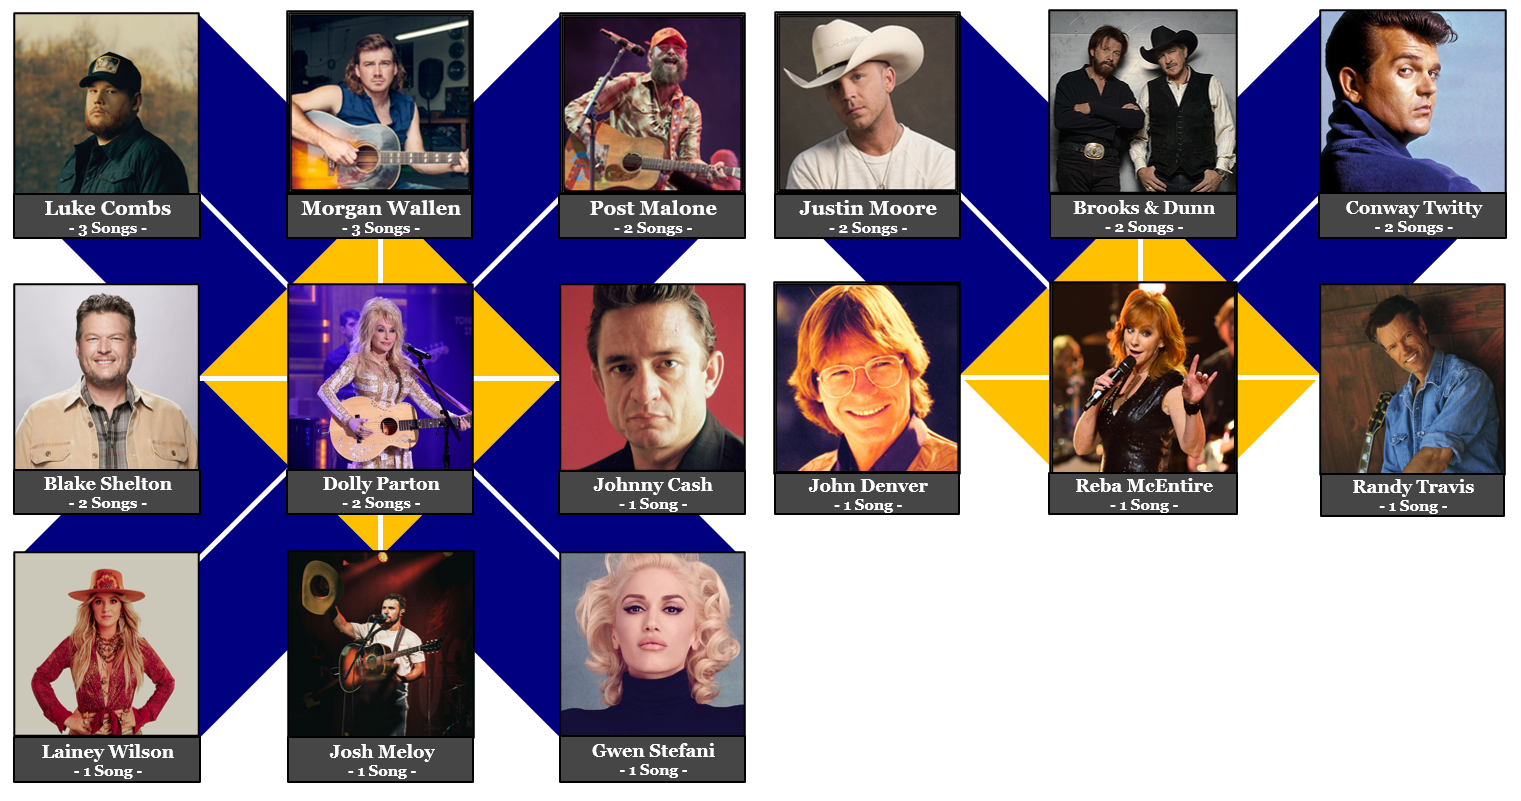 Luke Combs
- 3 Songs -
Morgan Wallen
- 3 Songs -
Post Malone
- 2 Songs -
Justin Moore
- 2 Songs -
Brooks & Dunn
- 2 Songs -
Conway Twitty
- 2 Songs -
Blake Shelton
- 2 Songs -
Dolly Parton
- 2 Songs -
Johnny Cash
- 1 Song -
John Denver
- 1 Song -
Reba McEntire
- 1 Song -
Randy Travis
- 1 Song -
Lainey Wilson
- 1 Song -
Josh Meloy
- 1 Song -
Gwen Stefani
- 1 Song -